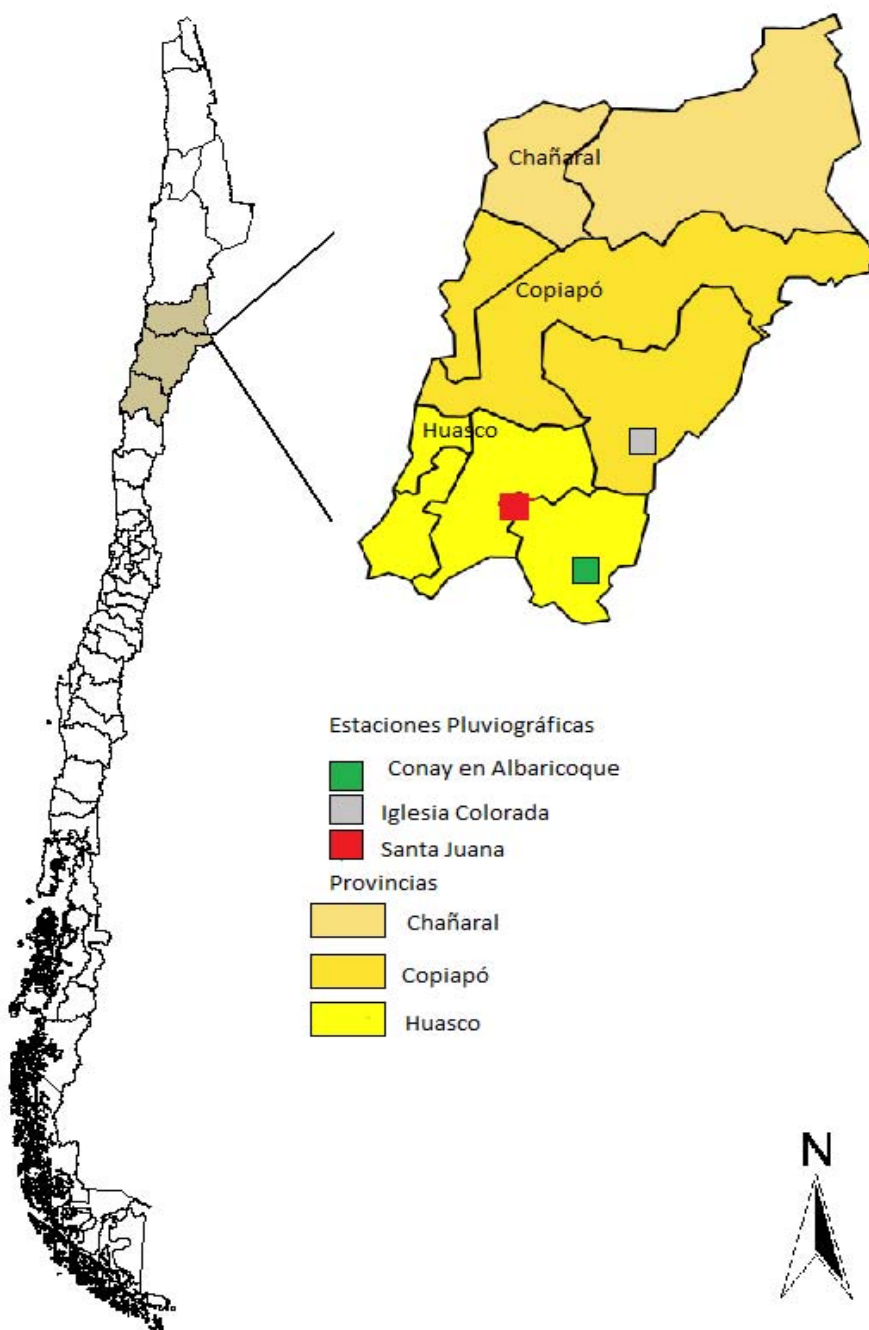 Chañaral
Copiapó
Huasco
Estaciones Pluviográficas
Conay en Albaricoque
Iglesia Colorada
Santa Juana
Provincias
Chañaral
Copiapó
Huasco
N